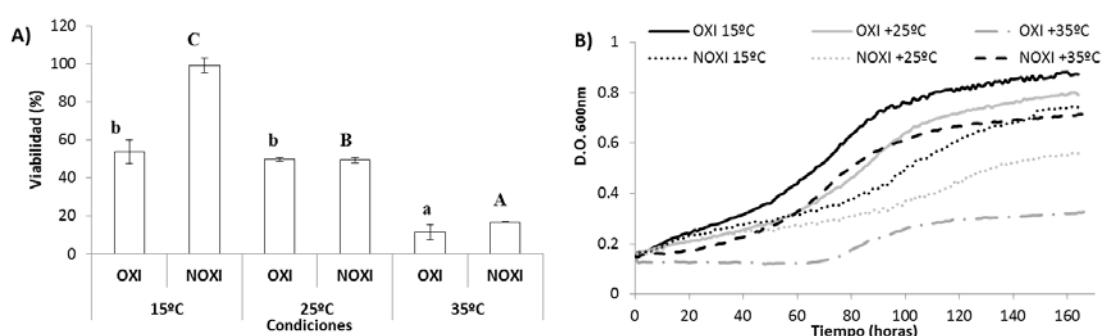 A)
Viabilidad (%)
120
100
80
60
40
20
0
b
C
b
B
a
A
OXI NOXI OXI NOXI OXI NOXI
15ºC 25ºC 35ºC
Condiciones
B)
OXI 15ºC OXI +25ºC OXI +35ºC
NOXI 15ºC NOXI +25ºC NOXI +35ºC
D.O. 600nm
1
0.8
0.6
0.4
0.2
0
0 20 40 60 80 100 120 140 160
Tiempo (horas)